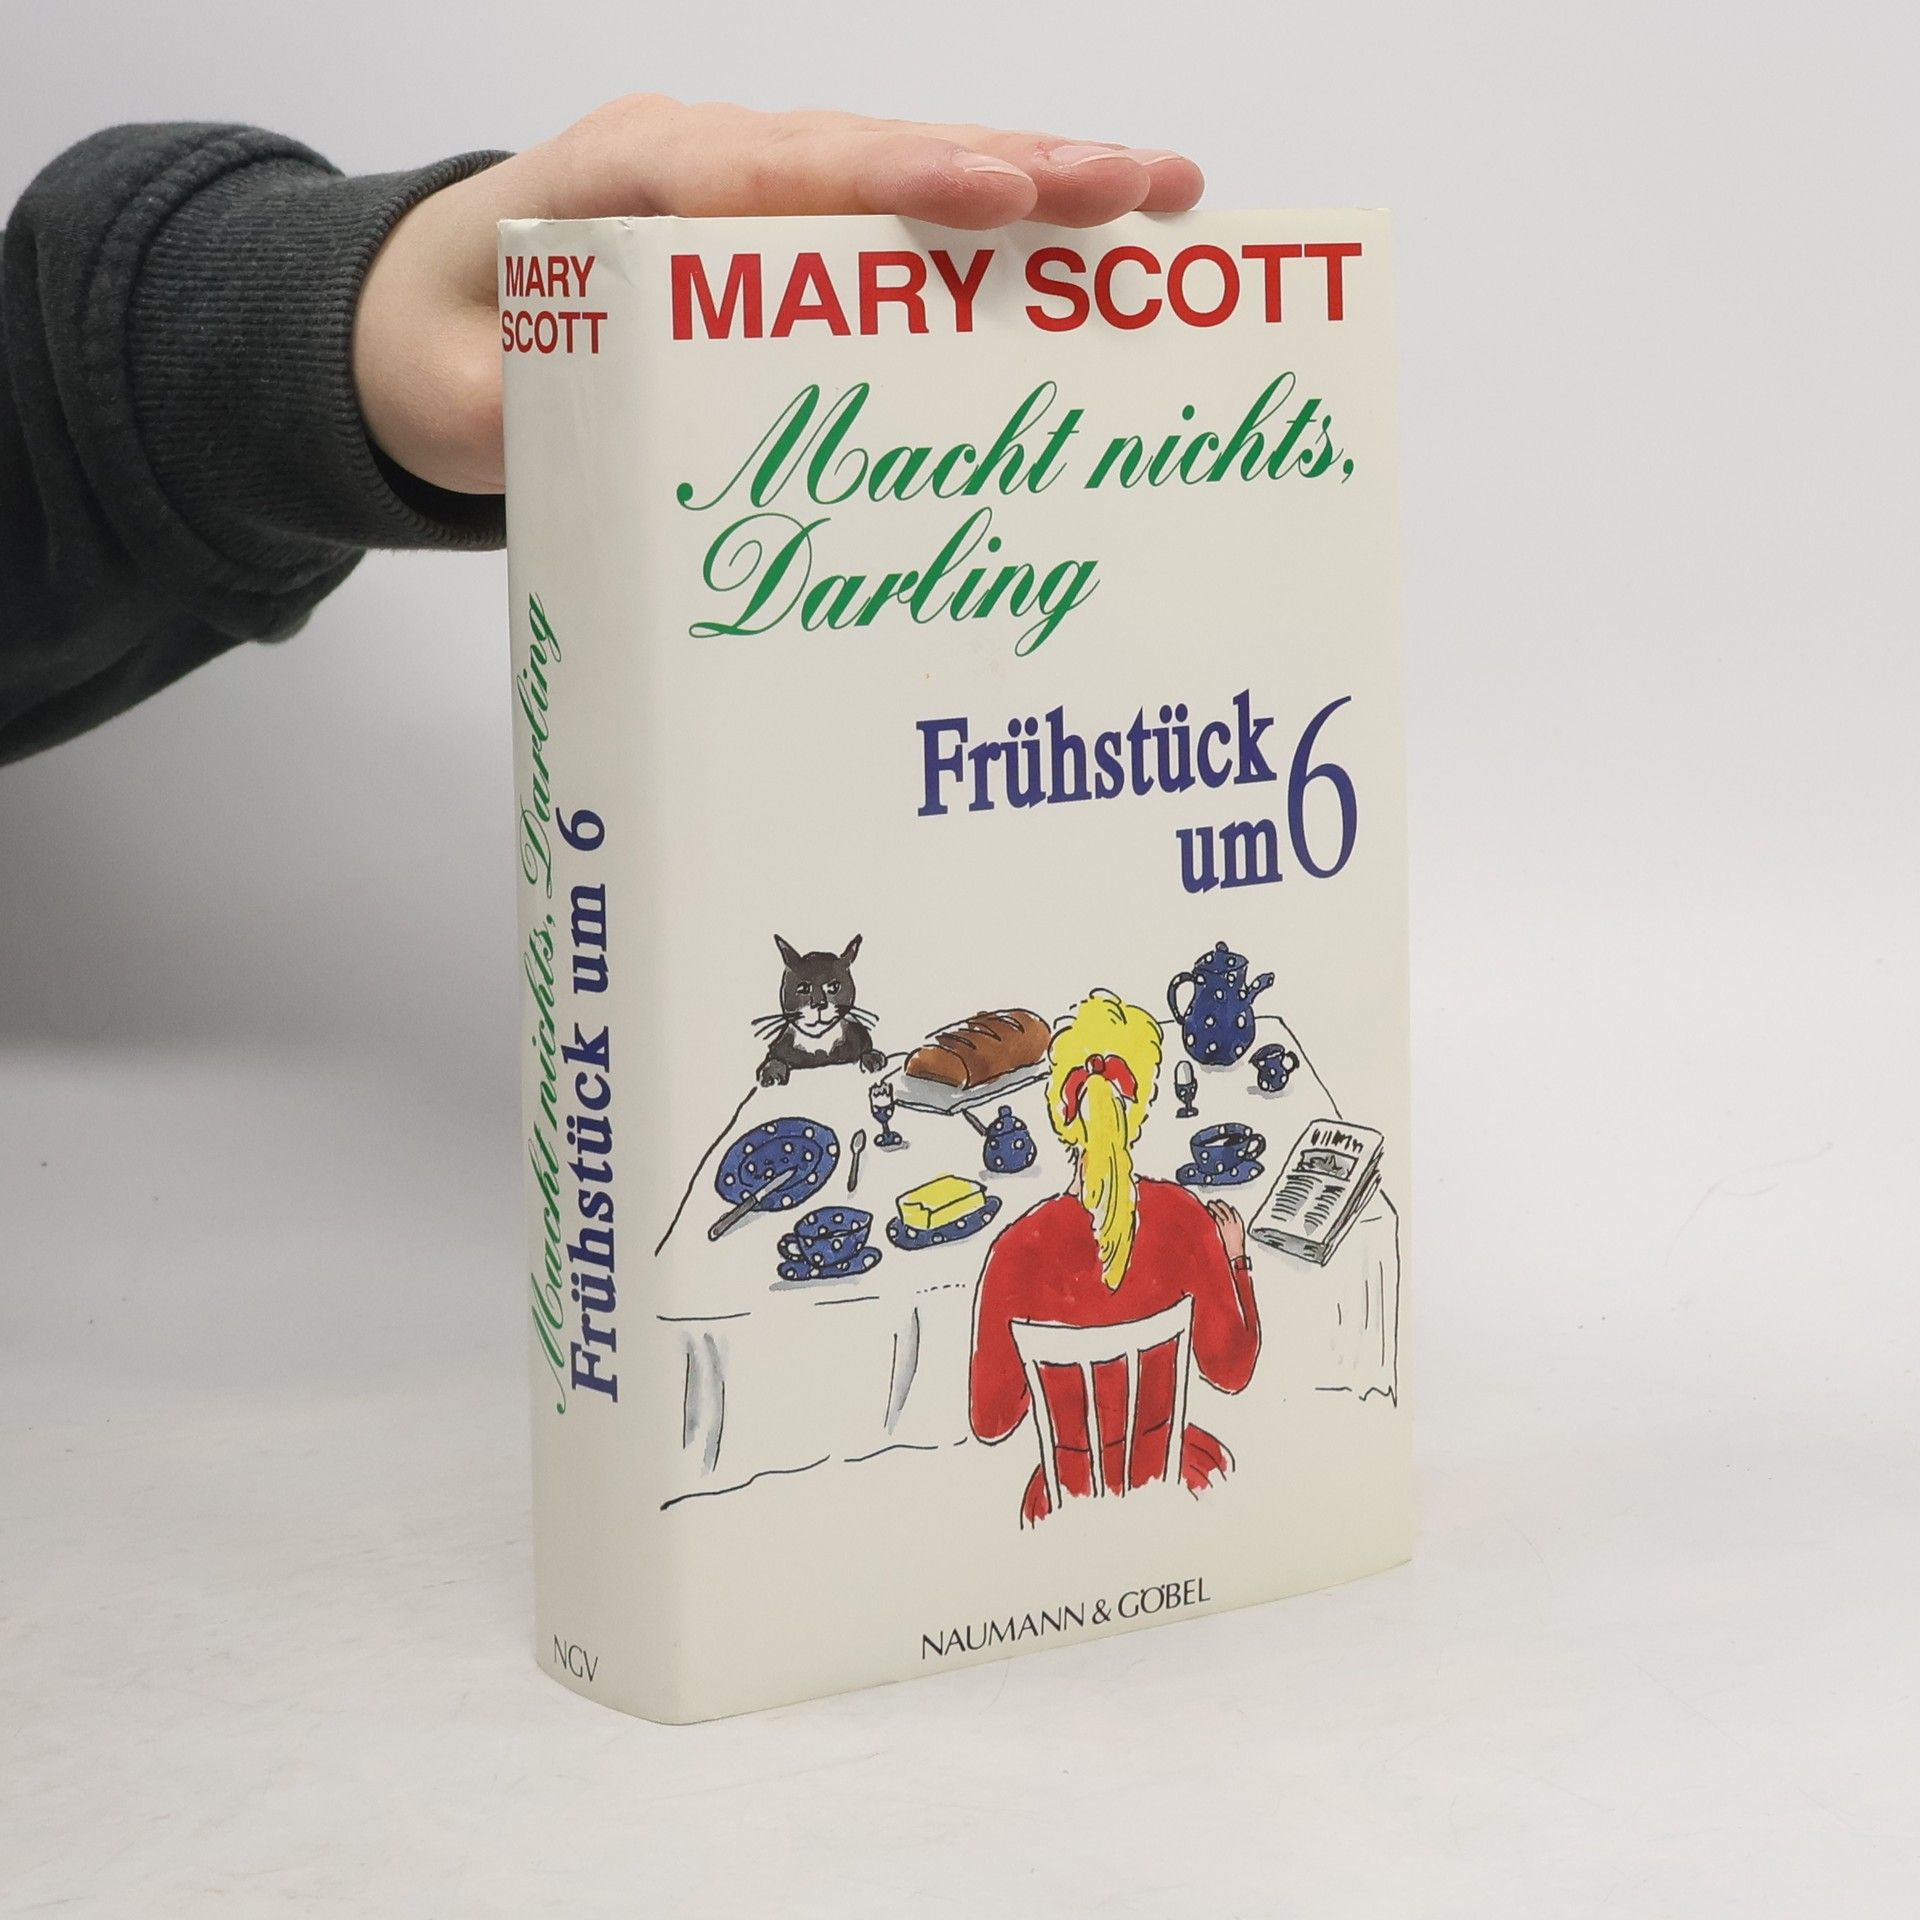 MARY
SCOTT
Macht nichts, Darling
Frühstück um 6
NGV
MARY SCOTT
Macht nichts,
Darling
Frühstück
um 6
NAUMANN & GÖBEL